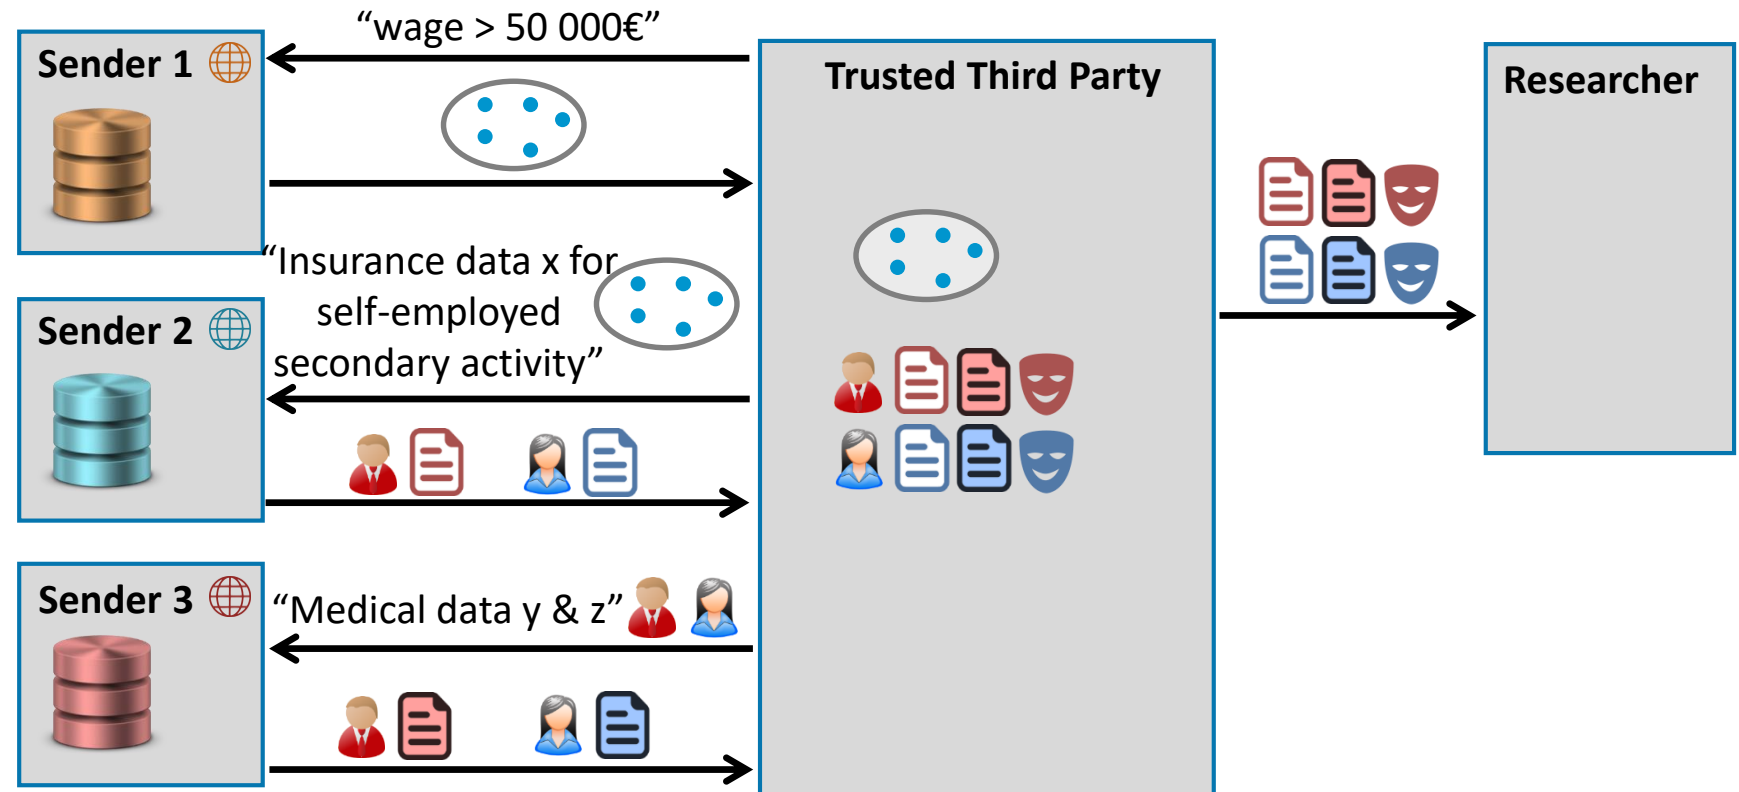 “wage > 50 000€”
Sender 1
Trusted Third Party
Researcher
“Insurance data x for
self-employed
secondary activity”
Sender 2
Sender 3
“Medical data y & z”